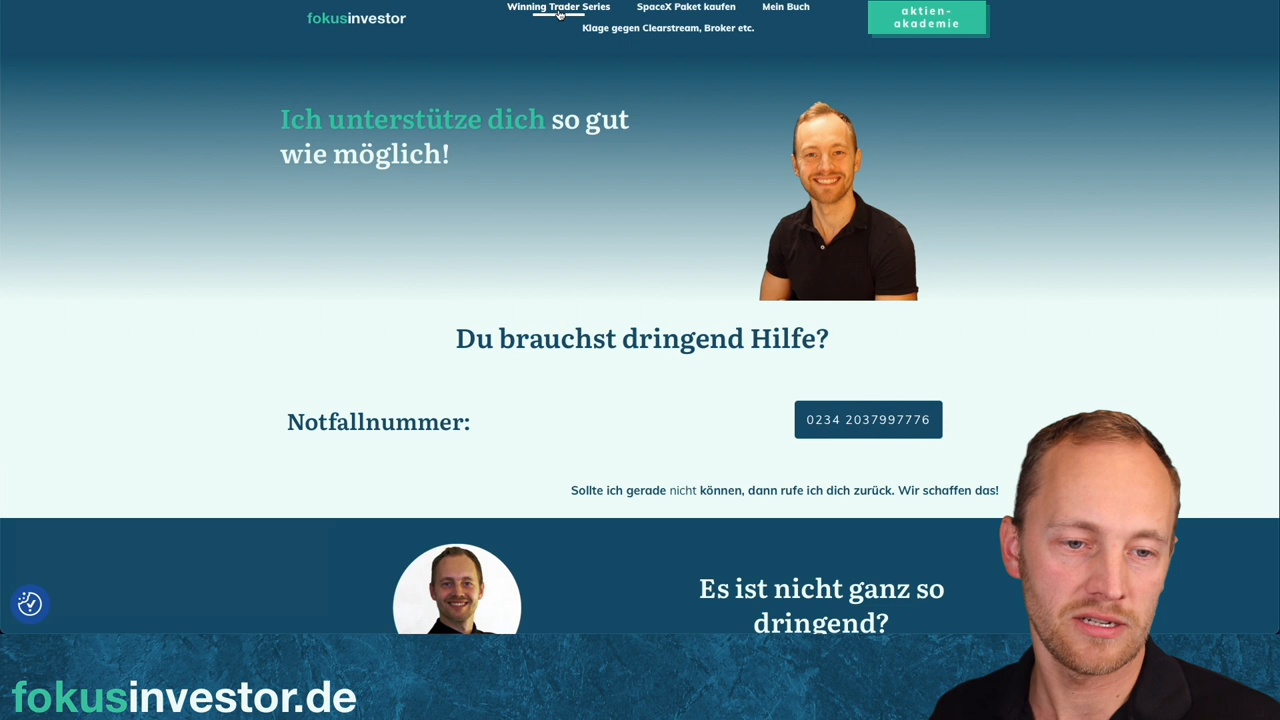 fokusinvestor
Winning Trader Series
SpaceX Paket kaufen
Mein Buch
Klage gegen Clearstream, Broker etc.
aktien-
akademie
Ich unterstütze dich so gut
wie möglich!
Du brauchst dringend Hilfe?
Notfallnummer:
0234 2037997776
Sollte ich gerade nicht können, dann rufe ich dich zurück. Wir schaffen das!
Es ist nicht ganz so
dringend?
fokusinvestor.de